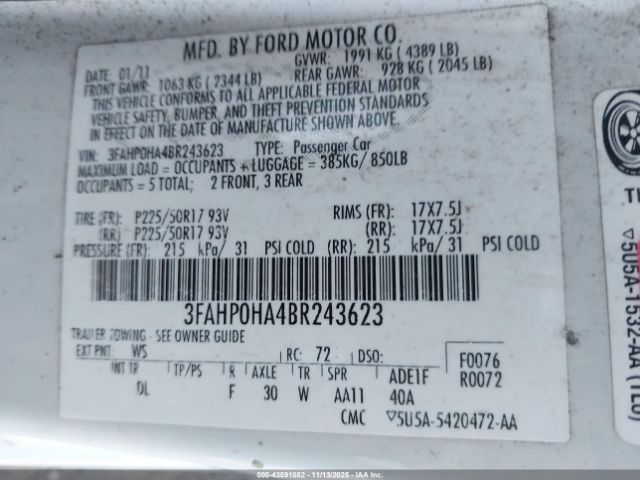 MFD. BY FORD MOTOR CO.
DATE: 01/11 GVWR: 1991 KG ( 4389 LB)
FRONT GAWR: 1063 KG ( 2344 LB) REAR GAWR: 928 KG ( 2045 LB)
THIS VEHICLE CONFORMS TO ALL APPLICABLE FEDERAL MOTOR
VEHICLE SAFETY, BUMPER, AND THEFT PREVENTION STANDARDS
IN EFFECT ON THE DATE OF MANUFACTURE SHOWN ABOVE.
VIN: 3FAHP0HA4BR243623 TYPE: Passenger Car
MAXIMUM LOAD = OCCUPANTS + LUGGAGE = 385KG/ 850LB
OCCUPANTS = 5 TOTAL; 2 FRONT, 3 REAR
TIRE (FR): P225/50R17 93V RIMS (FR): 17X7.5J
(RR) P225/50R17 93V (RR): 17X7.5J
PRESSURE (FR): 215 kPa/ 31 PSI COLD (RR): 215 kPa/ 31 PSI COLD
3FAHP0HA4BR243623
TRAILER TOWING - SEE OWNER GUIDE
EXT PNT: WS RC: 72 DSO: F0076
INT TR TP/PS R AXLE TR SPR ADE1F R0072
DL F 30 W AA11 40A
CMC ▽5U5A-5420472-AA
▽5U5A-1532-AA (TLU)
000-43591882 - 11/13/2025 - IAAI.COM